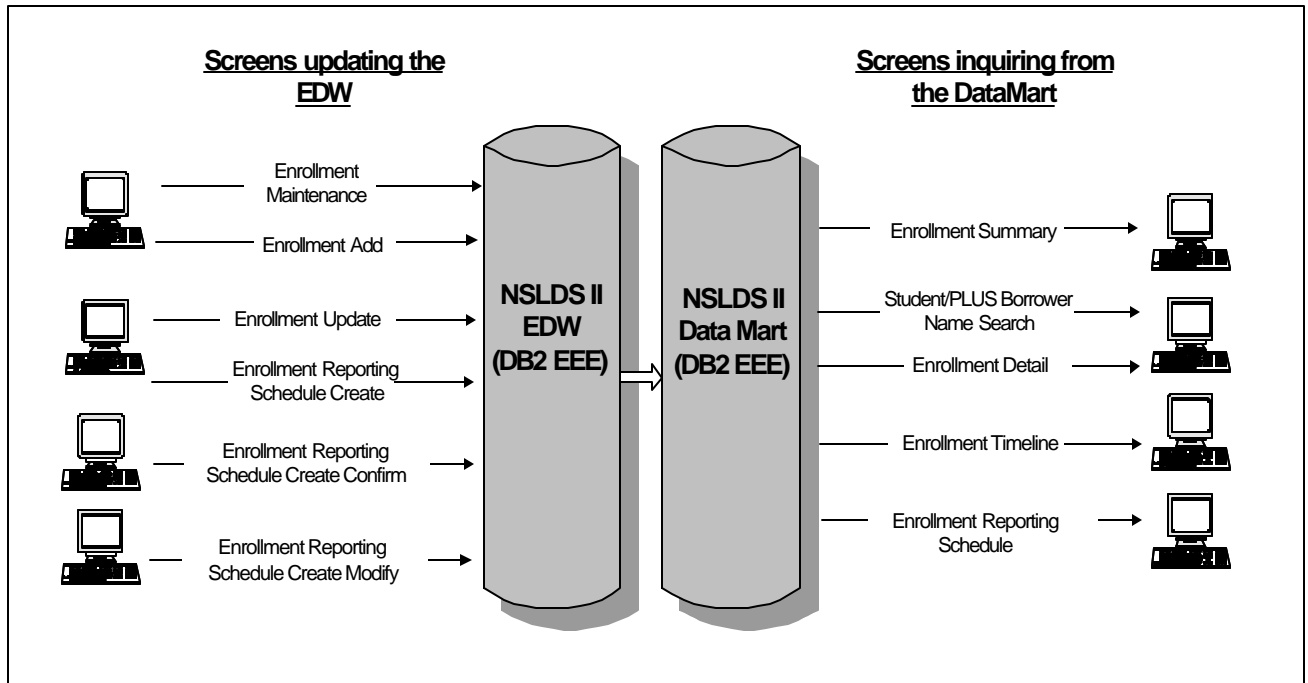 Screens updating the
EDW
Screens inquiring from
the DataMart
Enrollment
Maintenance
Enrollment Add
Enrollment Update
Enrollment Reporting
Schedule Create
Enrollment Reporting
Schedule Create Confirm
Enrollment Reporting
Schedule Create Modify
NSLDS II
EDW
(DB2 EEE)
NSLDS II
Data Mart
(DB2 EEE)
Enrollment Summary
Student/PLUS Borrower
Name Search
Enrollment Detail
Enrollment Timeline
Enrollment Reporting
Schedule